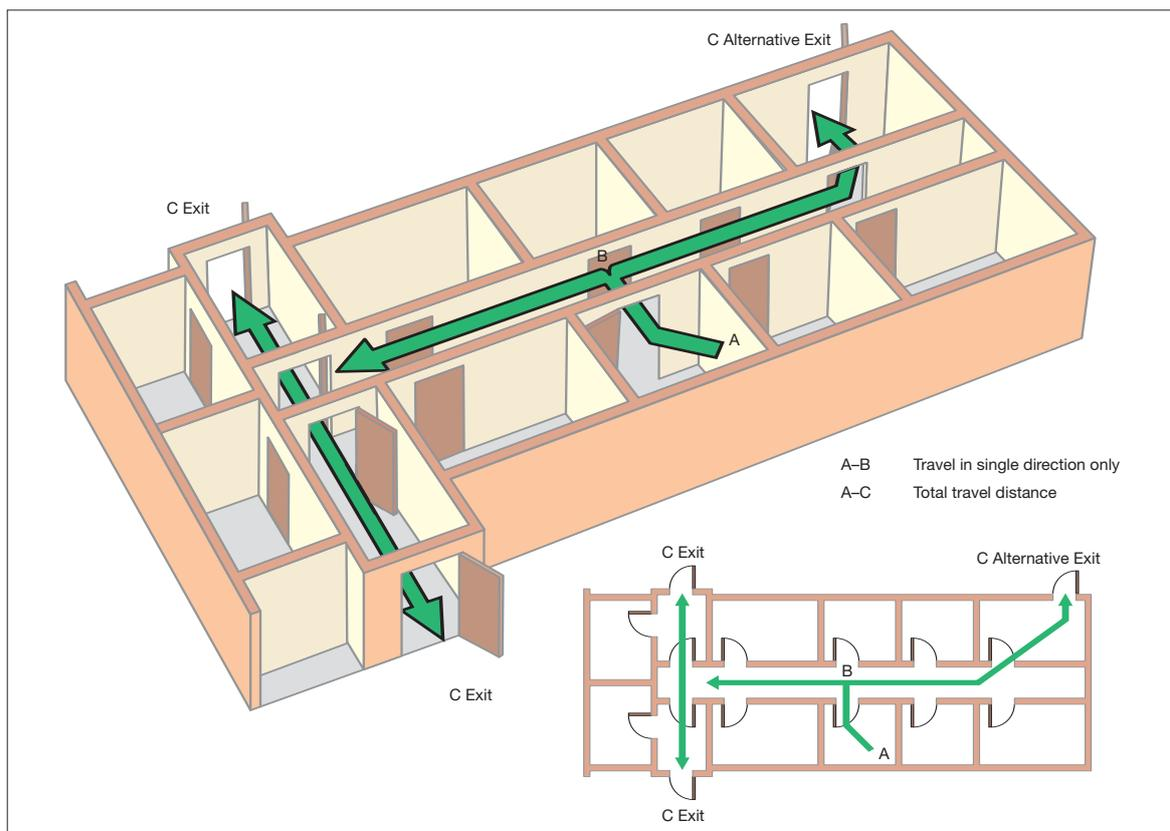 C Alternative Exit
C Exit
B
A
A–B Travel in single direction only
A–C Total travel distance
C Exit
C Exit
C Alternative Exit
B
A
C Exit